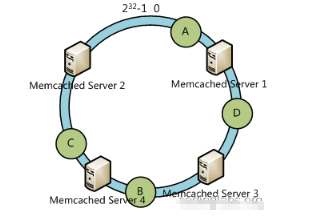 2³²-1 0
A
Memcached Server 1
Memcached Server 2
D
C
B
Memcached Server 4
Memcached Server 3